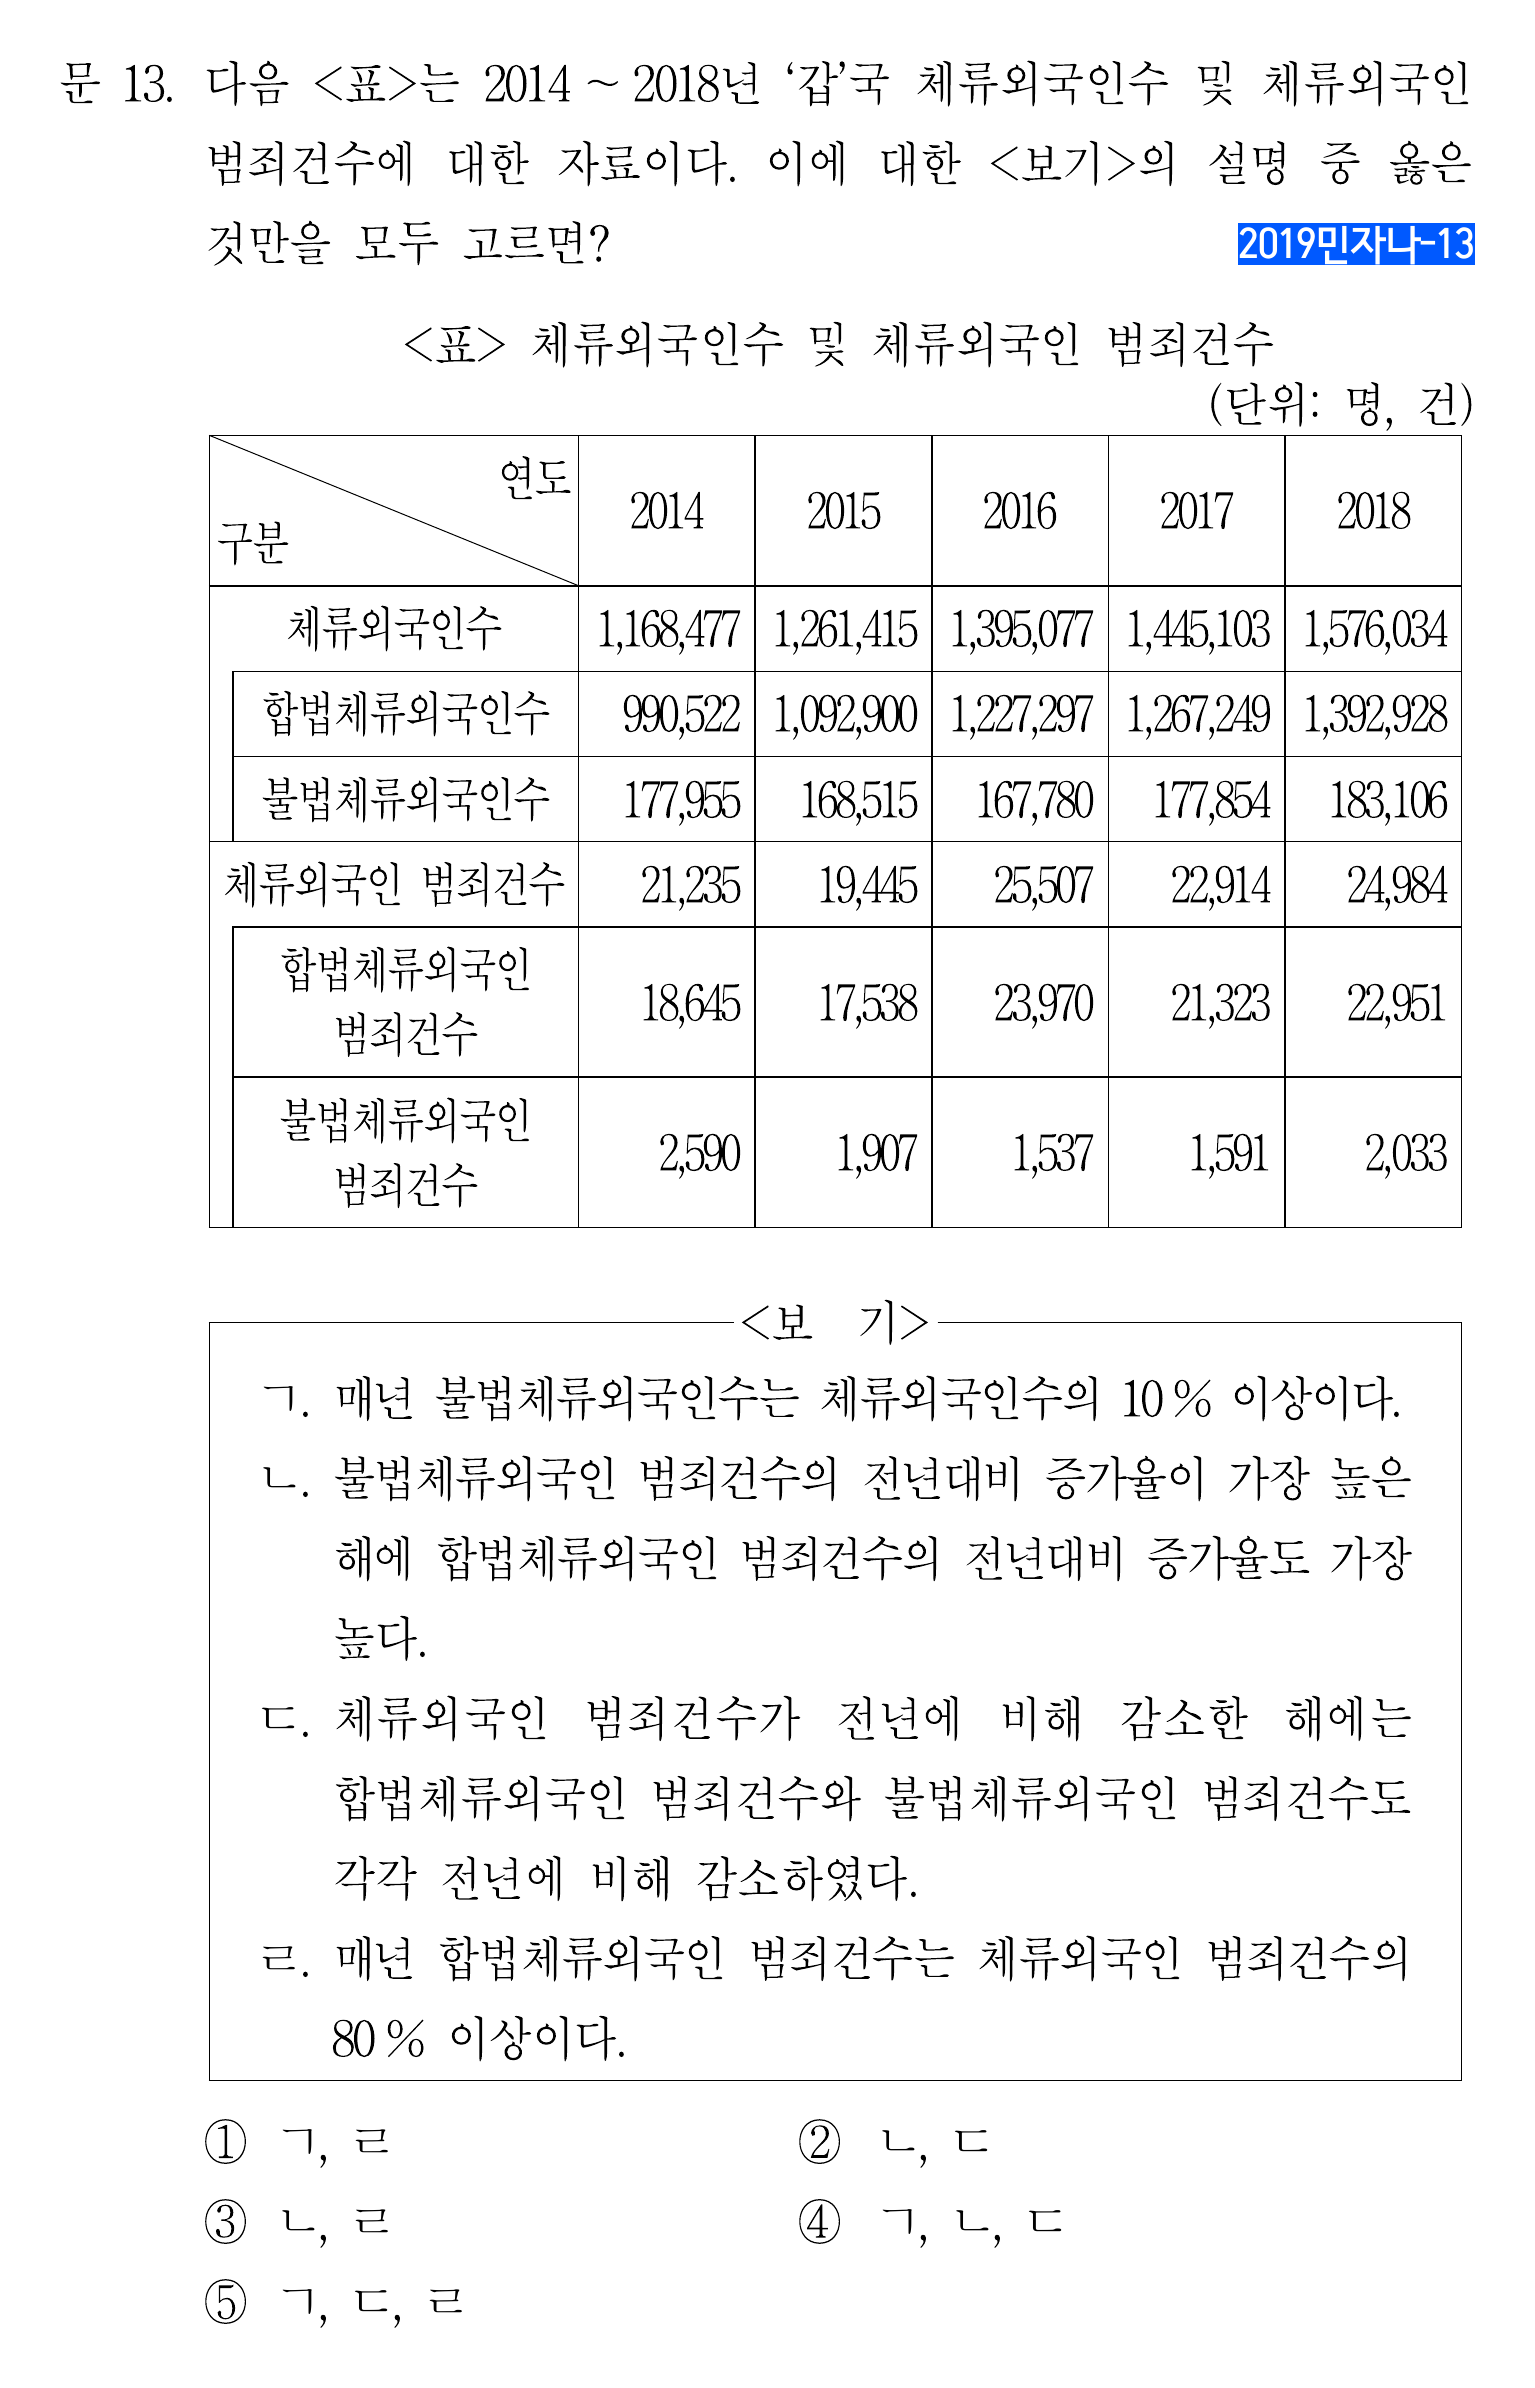 문 13. 다음 <표>는 2014 ~ 2018년 ‘갑’국 체류외국인수 및 체류외국인
범죄건수에 대한 자료이다. 이에 대한 <보기>의 설명 중 옳은
것만을 모두 고르면? 2019민자나-13
<표> 체류외국인수 및 체류외국인 범죄건수
(단위: 명, 건)
구분 연도 2014 2015 2016 2017 2018
체류외국인수 1,168,477 1,261,415 1,395,077 1,445,103 1,576,034
합법체류외국인수 990,522 1,092,900 1,227,297 1,267,249 1,392,928
불법체류외국인수 177,955 168,515 167,780 177,854 183,106
체류외국인 범죄건수 21,235 19,445 25,507 22,914 24,984
합법체류외국인
범죄건수 18,645 17,538 23,970 21,323 22,951
불법체류외국인
범죄건수 2,590 1,907 1,537 1,591 2,033
<보 기>
ㄱ. 매년 불법체류외국인수는 체류외국인수의 10 % 이상이다.
ㄴ. 불법체류외국인 범죄건수의 전년대비 증가율이 가장 높은
해에 합법체류외국인 범죄건수의 전년대비 증가율도 가장
높다.
ㄷ. 체류외국인 범죄건수가 전년에 비해 감소한 해에는
합법체류외국인 범죄건수와 불법체류외국인 범죄건수도
각각 전년에 비해 감소하였다.
ㄹ. 매년 합법체류외국인 범죄건수는 체류외국인 범죄건수의
80 % 이상이다.
① ㄱ, ㄹ ② ㄴ, ㄷ
③ ㄴ, ㄹ ④ ㄱ, ㄴ, ㄷ
⑤ ㄱ, ㄷ, ㄹ